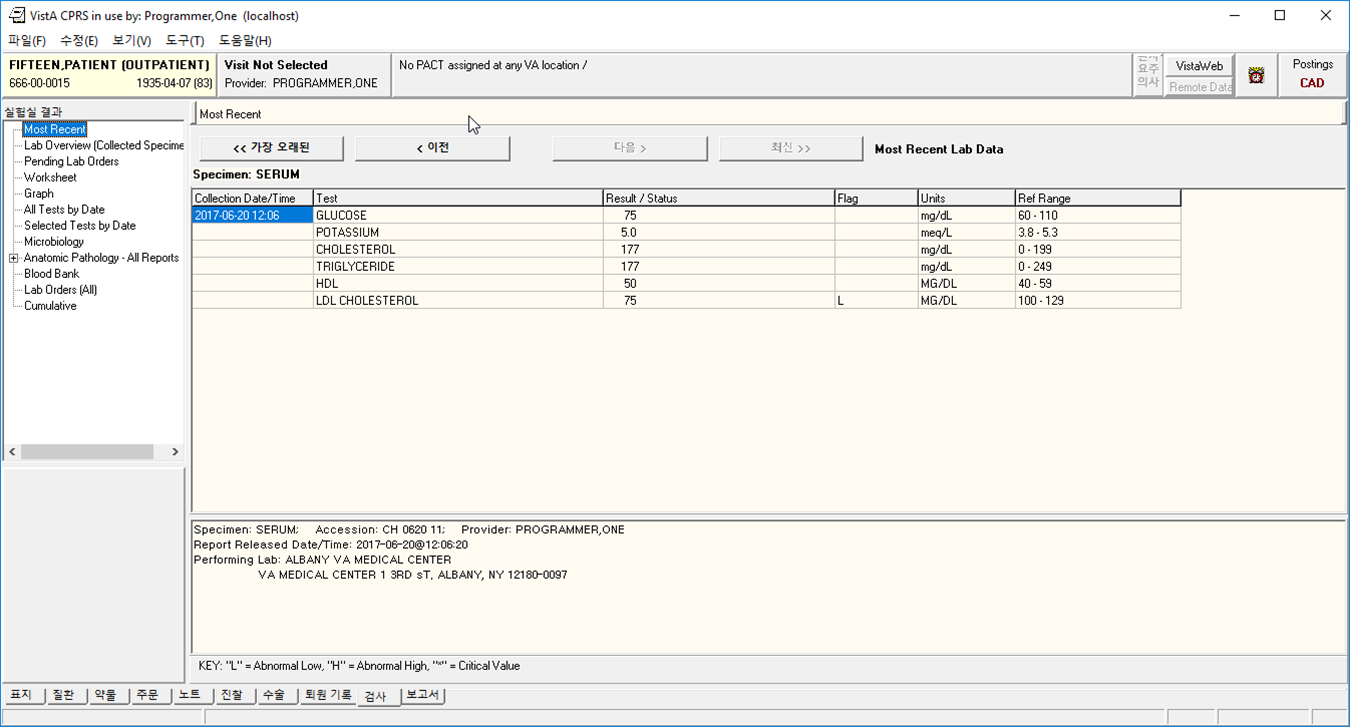 VistA CPRS in use by: Programmer,One (localhost)
파일(F) 수정(E) 보기(V) 도구(T) 도움말(H)
FIFTEEN,PATIENT (OUTPATIENT)
666-00-0015 1935-04-07 (83)
Visit Not Selected
Provider: PROGRAMMER,ONE
No PACT assigned at any VA location /
요주
의사
VistaWeb
Remote Data
Postings
CAD
실험실 결과
Most Recent
Lab Overview (Collected Specime
Pending Lab Orders
Worksheet
Graph
All Tests by Date
Selected Tests by Date
Microbiology
Anatomic Pathology - All Reports
Blood Bank
Lab Orders (All)
Cumulative
Most Recent
<< 가장 오래된 < 이전 다음 > 최신 >> Most Recent Lab Data
Specimen: SERUM
Collection Date/Time Test Result / Status Flag Units Ref Range
2017-06-20 12:06 GLUCOSE 75 mg/dL 60 - 110
POTASSIUM 5.0 meq/L 3.8 - 5.3
CHOLESTEROL 177 mg/dL 0 - 199
TRIGLYCERIDE 177 mg/dL 0 - 249
HDL 50 MG/DL 40 - 59
LDL CHOLESTEROL 75 L MG/DL 100 - 129
Specimen: SERUM; Accession: CH 0620 11; Provider: PROGRAMMER,ONE
Report Released Date/Time: 2017-06-20@12:06:20
Performing Lab: ALBANY VA MEDICAL CENTER
VA MEDICAL CENTER 1 3RD sT, ALBANY, NY 12180-0097
KEY: "L" = Abnormal Low, "H" = Abnormal High, "*" = Critical Value
표지 질환 약물 주문 노트 진찰 수술 퇴원 기록 검사 보고서